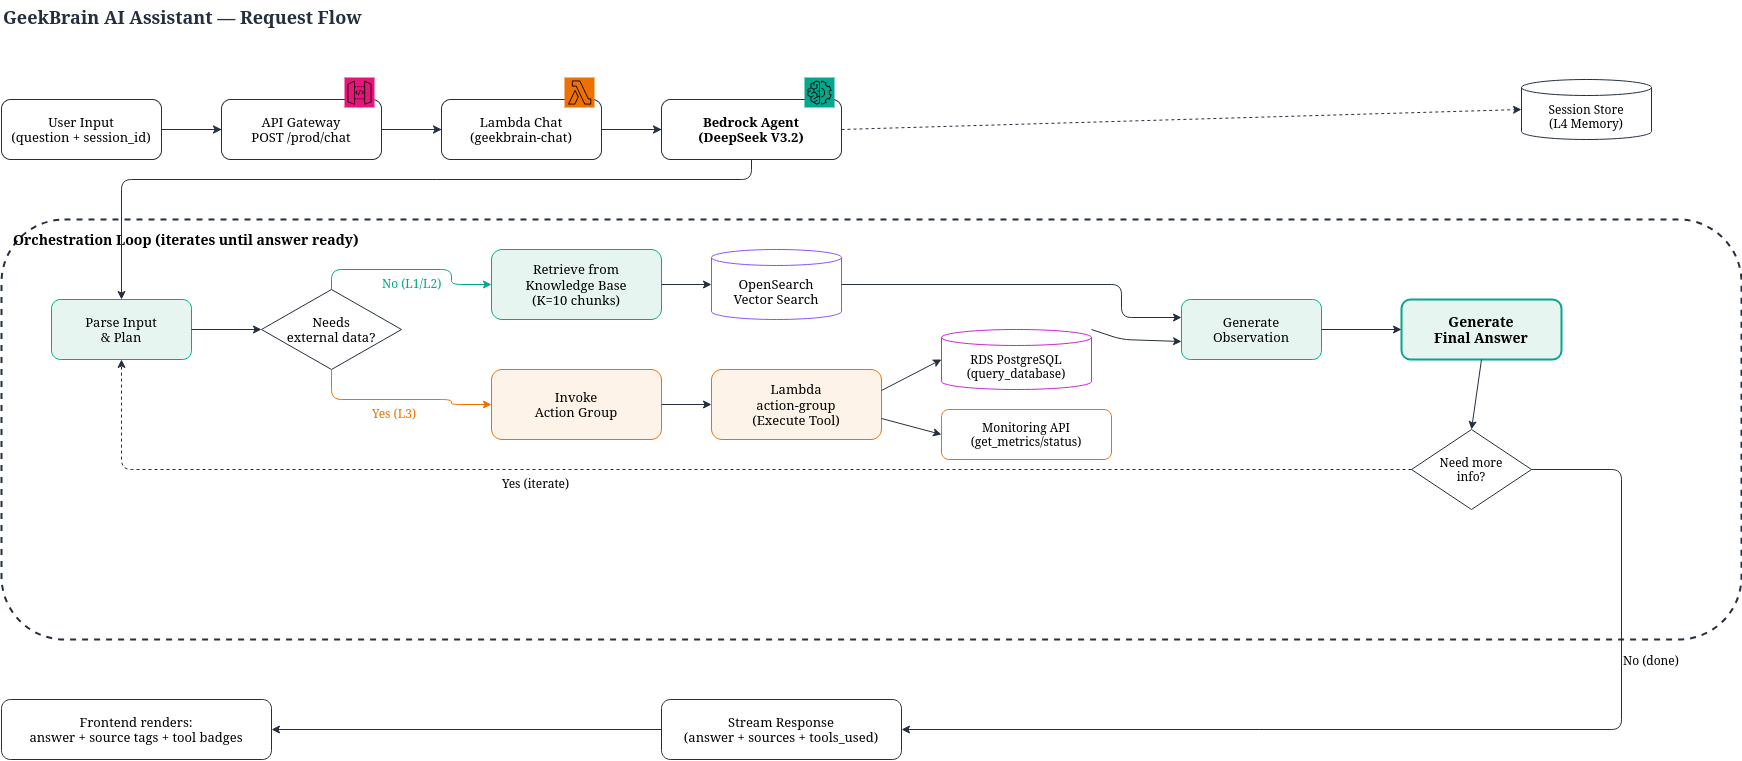 GeekBrain AI Assistant — Request Flow
User Input
(question + session_id)
API Gateway
POST /prod/chat
Lambda Chat
(geekbrain-chat)
Bedrock Agent
(DeepSeek V3.2)
Session Store
(L4 Memory)
Orchestration Loop (iterates until answer ready)
Parse Input
& Plan
Needs
external data?
No (L1/L2)
Yes (L3)
Retrieve from
Knowledge Base
(K=10 chunks)
OpenSearch
Vector Search
Invoke
Action Group
Lambda
action-group
(Execute Tool)
RDS PostgreSQL
(query_database)
Monitoring API
(get_metrics/status)
Generate
Observation
Generate
Final Answer
Need more
info?
Yes (iterate)
No (done)
Frontend renders:
answer + source tags + tool badges
Stream Response
(answer + sources + tools_used)